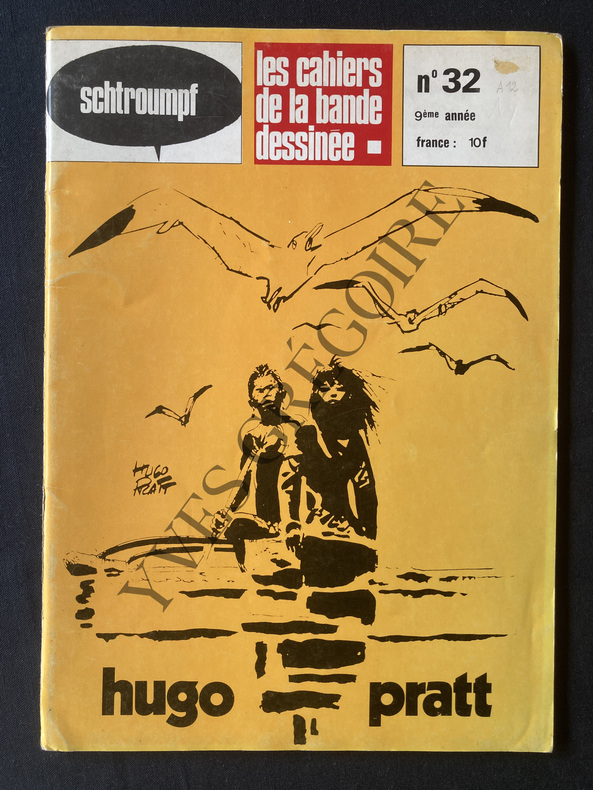 schtroumpf
les cahiers
de la bande
dessinée
n° 32
A 12
9ème année
france : 10f
HUGO
PRATT
YVES GRÉGOIRE
hugo pratt